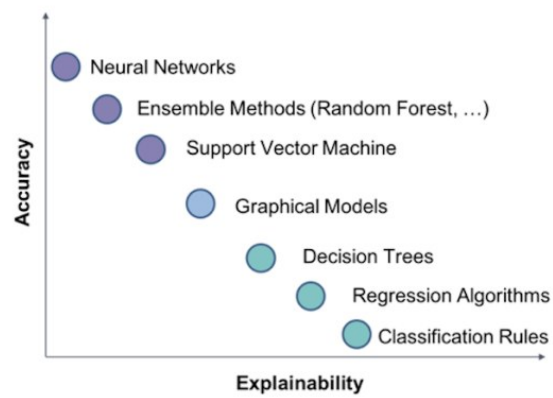 Neural Networks
Ensemble Methods (Random Forest, …)
Support Vector Machine
Graphical Models
Decision Trees
Regression Algorithms
Classification Rules
Accuracy
Explainability